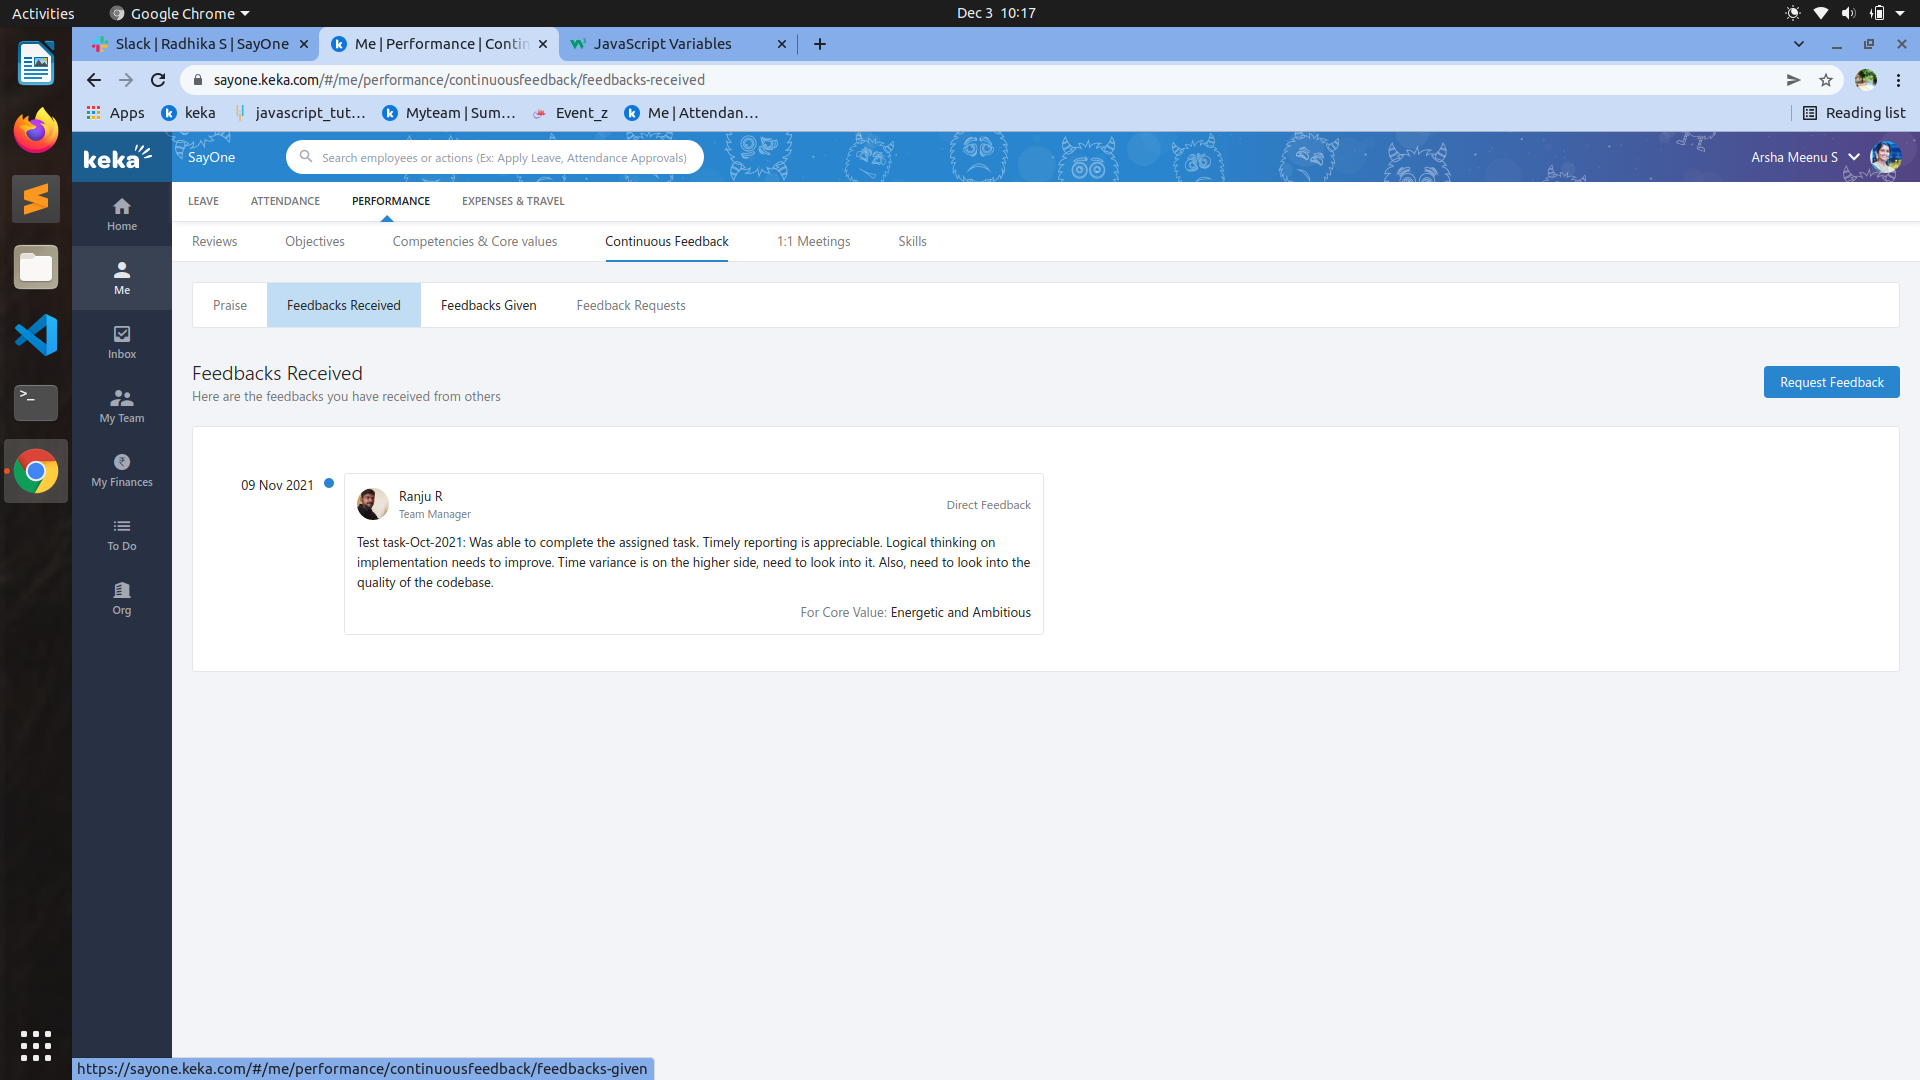 Activities
Google Chrome
Dec 3 10:17
Slack | Radhika S | SayOne
Me | Performance | Contin
JavaScript Variables
sayone.keka.com/#/me/performance/continuousfeedback/feedbacks-received
Apps
keka
javascript_tut...
Myteam | Sum...
Event_z
Me | Attendan...
Reading list
keka
SayOne
Search employees or actions (Ex: Apply Leave, Attendance Approvals)
Arsha Meenu S
LEAVE
ATTENDANCE
PERFORMANCE
EXPENSES & TRAVEL
Home
Me
Inbox
My Team
My Finances
To Do
Org
Reviews
Objectives
Competencies & Core values
Continuous Feedback
1:1 Meetings
Skills
Praise
Feedbacks Received
Feedbacks Given
Feedback Requests
Feedbacks Received
Here are the feedbacks you have received from others
Request Feedback
09 Nov 2021
Ranju R
Team Manager
Direct Feedback
Test task-Oct-2021: Was able to complete the assigned task. Timely reporting is appreciable. Logical thinking on
implementation needs to improve. Time variance is on the higher side, need to look into it. Also, need to look into the
quality of the codebase.
For Core Value: Energetic and Ambitious
https://sayone.keka.com/#/me/performance/continuousfeedback/feedbacks-given